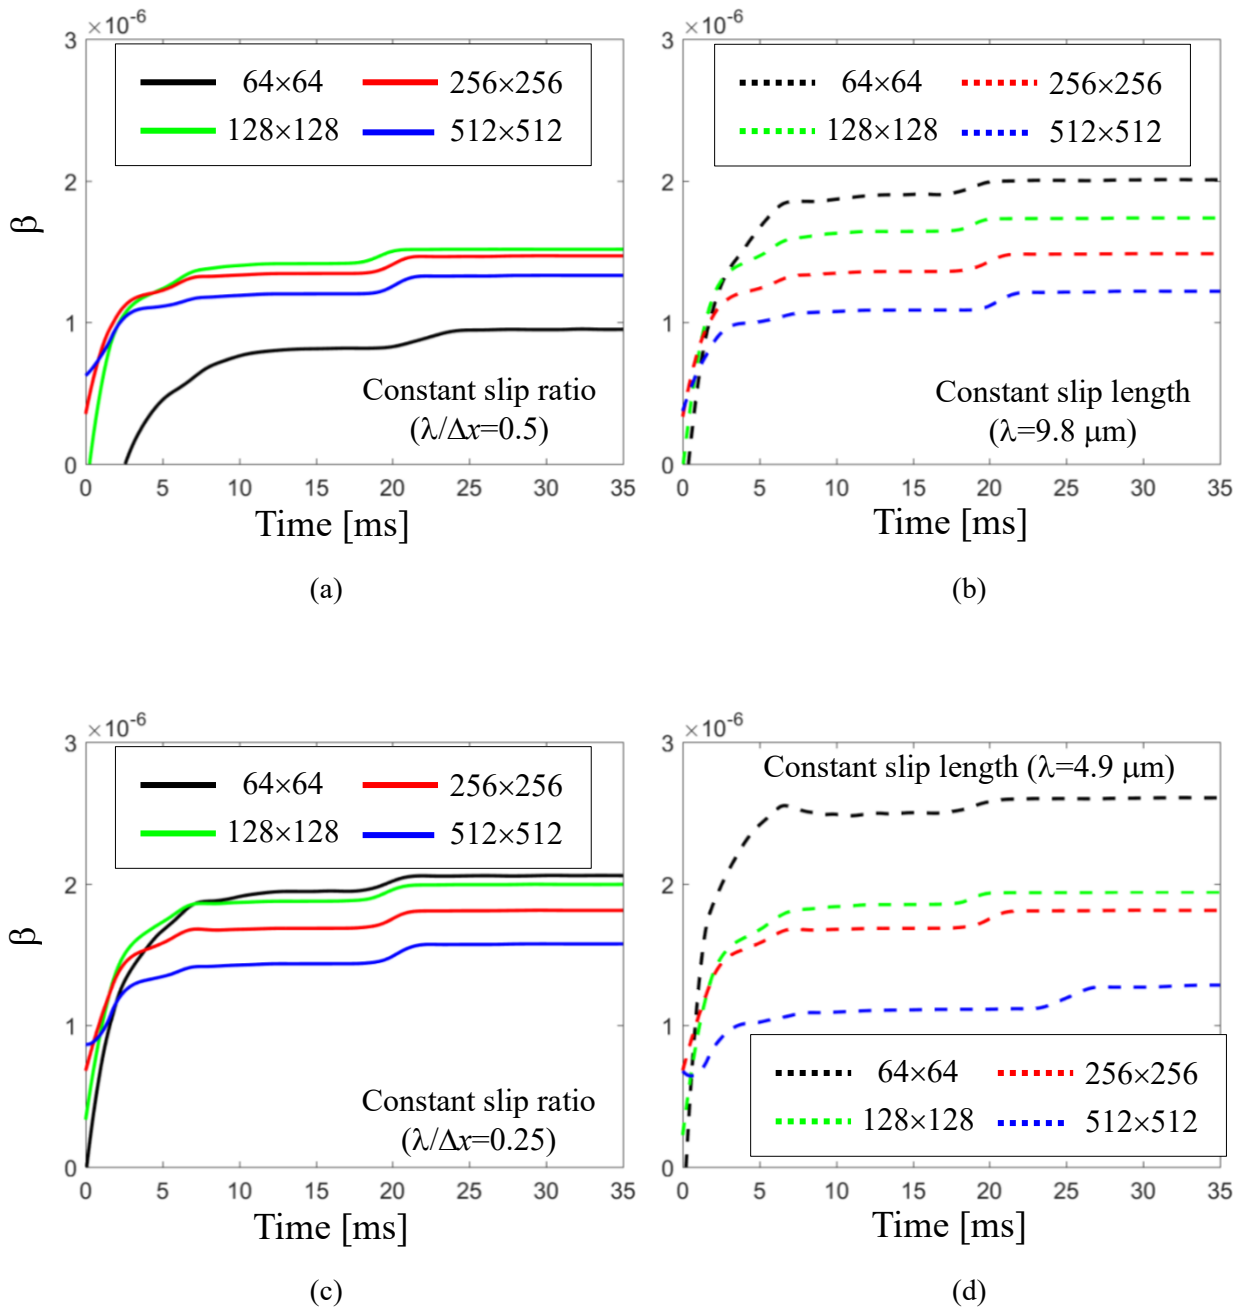 ×10⁻⁶
3
2
1
0
β
64×64 256×256
128×128 512×512
Constant slip ratio
(λ/Δx=0.5)
0 5 10 15 20 25 30 35
Time [ms]
(a)
×10⁻⁶
3
2
1
0
64×64 256×256
128×128 512×512
Constant slip length
(λ=9.8 μm)
0 5 10 15 20 25 30 35
Time [ms]
(b)
×10⁻⁶
3
2
1
0
β
64×64 256×256
128×128 512×512
Constant slip ratio
(λ/Δx=0.25)
0 5 10 15 20 25 30 35
Time [ms]
(c)
×10⁻⁶
3
2
1
0
Constant slip length (λ=4.9 μm)
64×64 256×256
128×128 512×512
0 5 10 15 20 25 30 35
Time [ms]
(d)